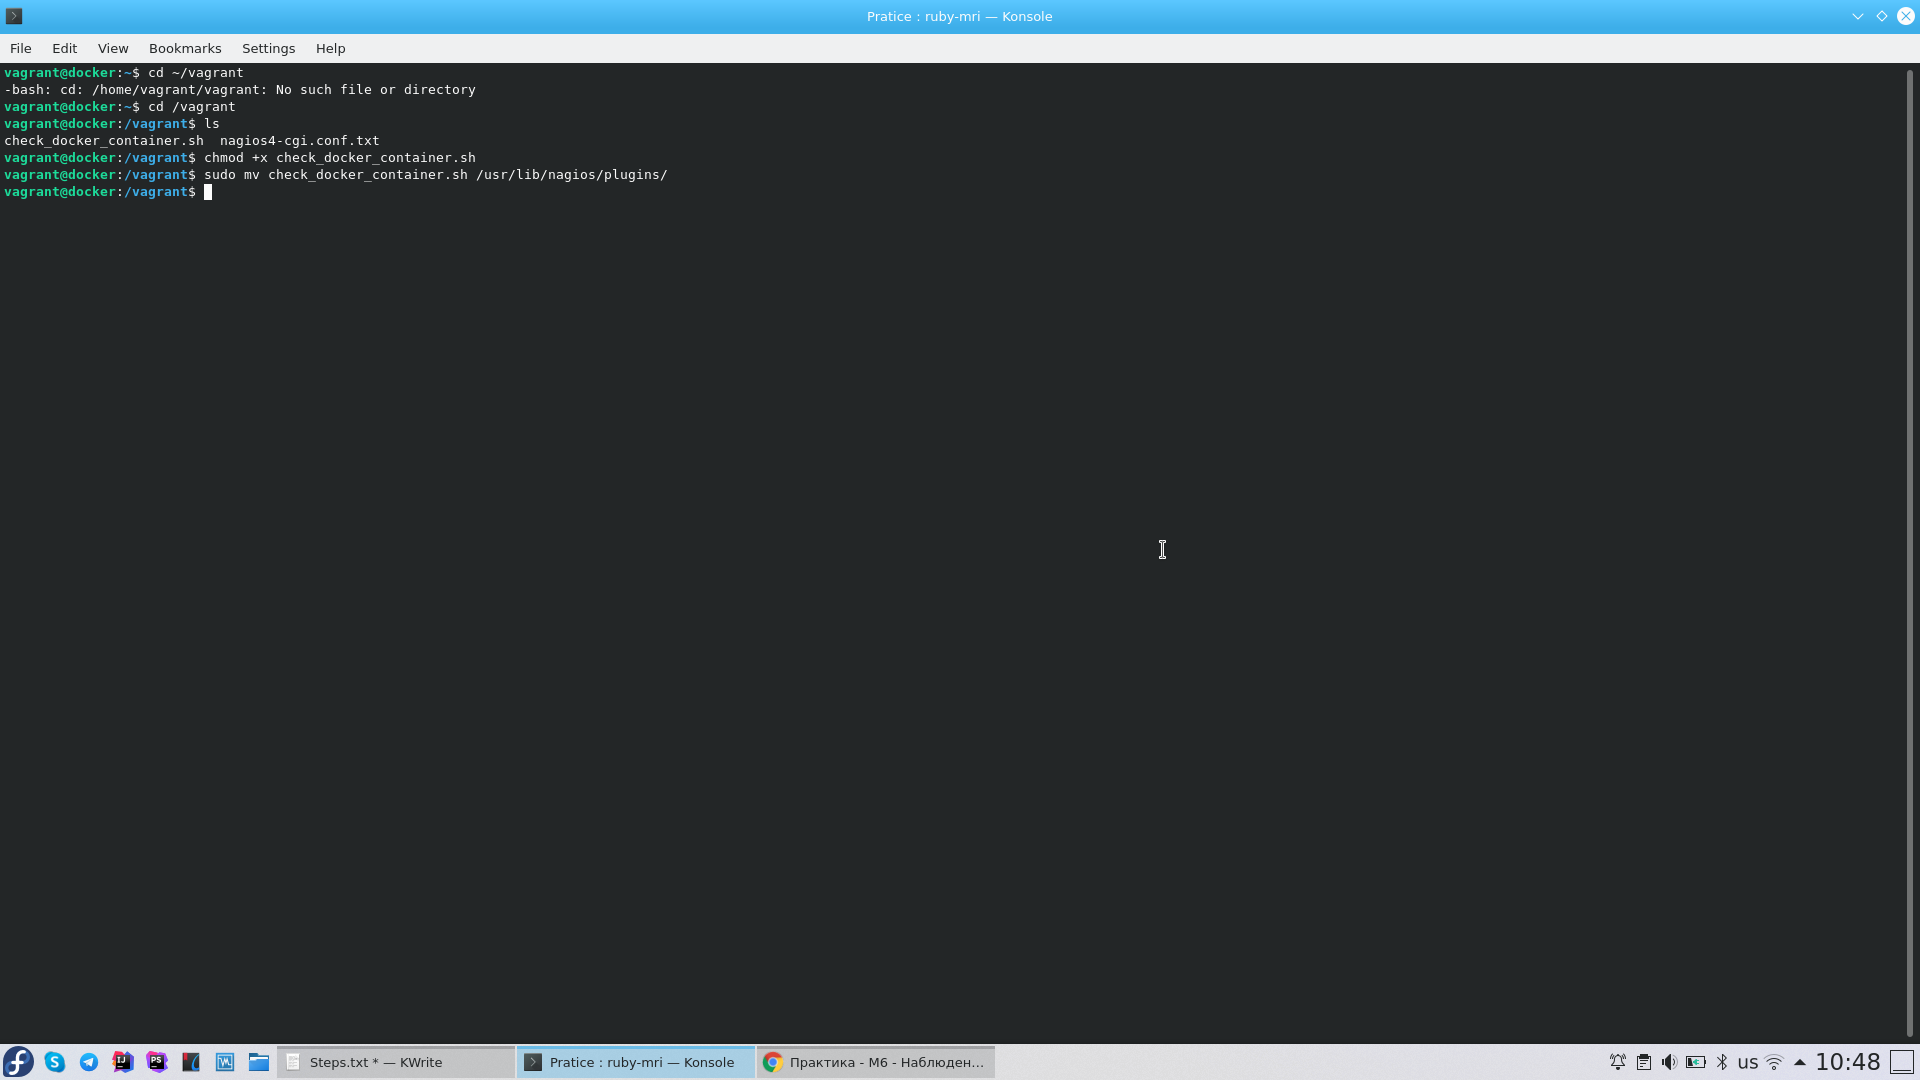 Pratice : ruby-mri — Konsole
File Edit View Bookmarks Settings Help
vagrant@docker:~$ cd ~/vagrant
-bash: cd: /home/vagrant/vagrant: No such file or directory
vagrant@docker:~$ cd /vagrant
vagrant@docker:/vagrant$ ls
check_docker_container.sh  nagios4-cgi.conf.txt
vagrant@docker:/vagrant$ chmod +x check_docker_container.sh
vagrant@docker:/vagrant$ sudo mv check_docker_container.sh /usr/lib/nagios/plugins/
vagrant@docker:/vagrant$
Steps.txt * — KWrite
Pratice : ruby-mri — Konsole
Практика - М6 - Наблюден...
us
10:48